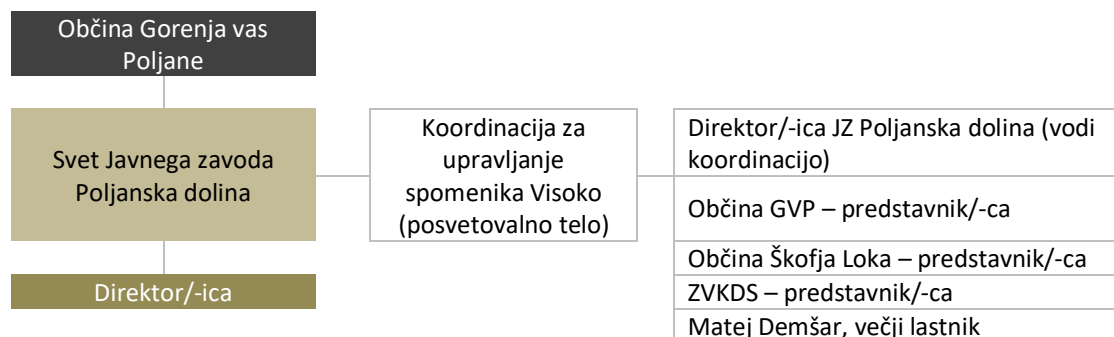 Občina Gorenja vas
Poljane
Svet Javnega zavoda
Poljanska dolina
Direktor/-ica
Koordinacija za
upravljanje
spomenika Visoko
(posvetovalno telo)
Direktor/-ica JZ Poljanska dolina (vodi
koordinacijo)
Občina GVP – predstavnik/-ca
Občina Škofja Loka – predstavnik/-ca
ZVKDS – predstavnik/-ca
Matej Demšar, večji lastnik